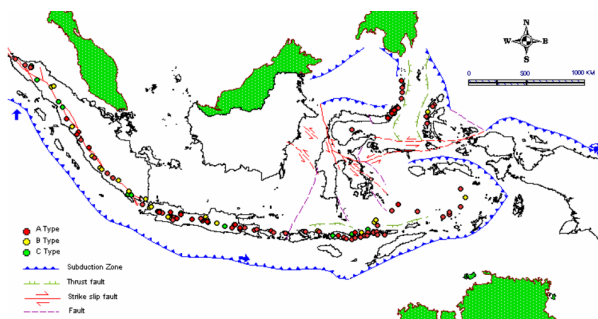 N
W E
S
0 500 1000 KM
A Type
B Type
C Type
Subduction Zone
Thrust fault
Strike slip fault
Fault